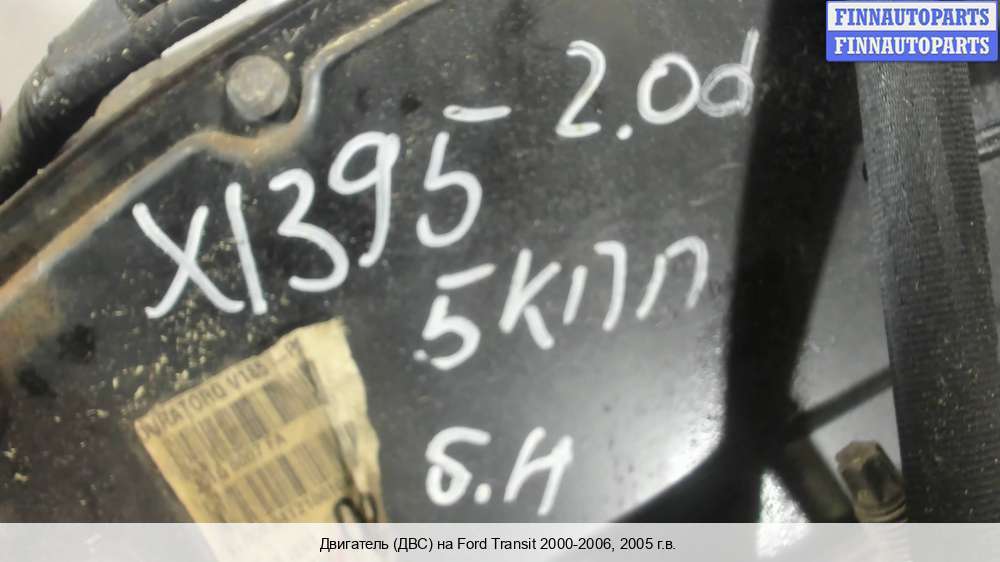 FINNAUTOPARTS
FINNAUTOPARTS
X1395 - 2.0d
5КПП
Б.Н
Двигатель (ДВС) на Ford Transit 2000-2006, 2005 г.в.